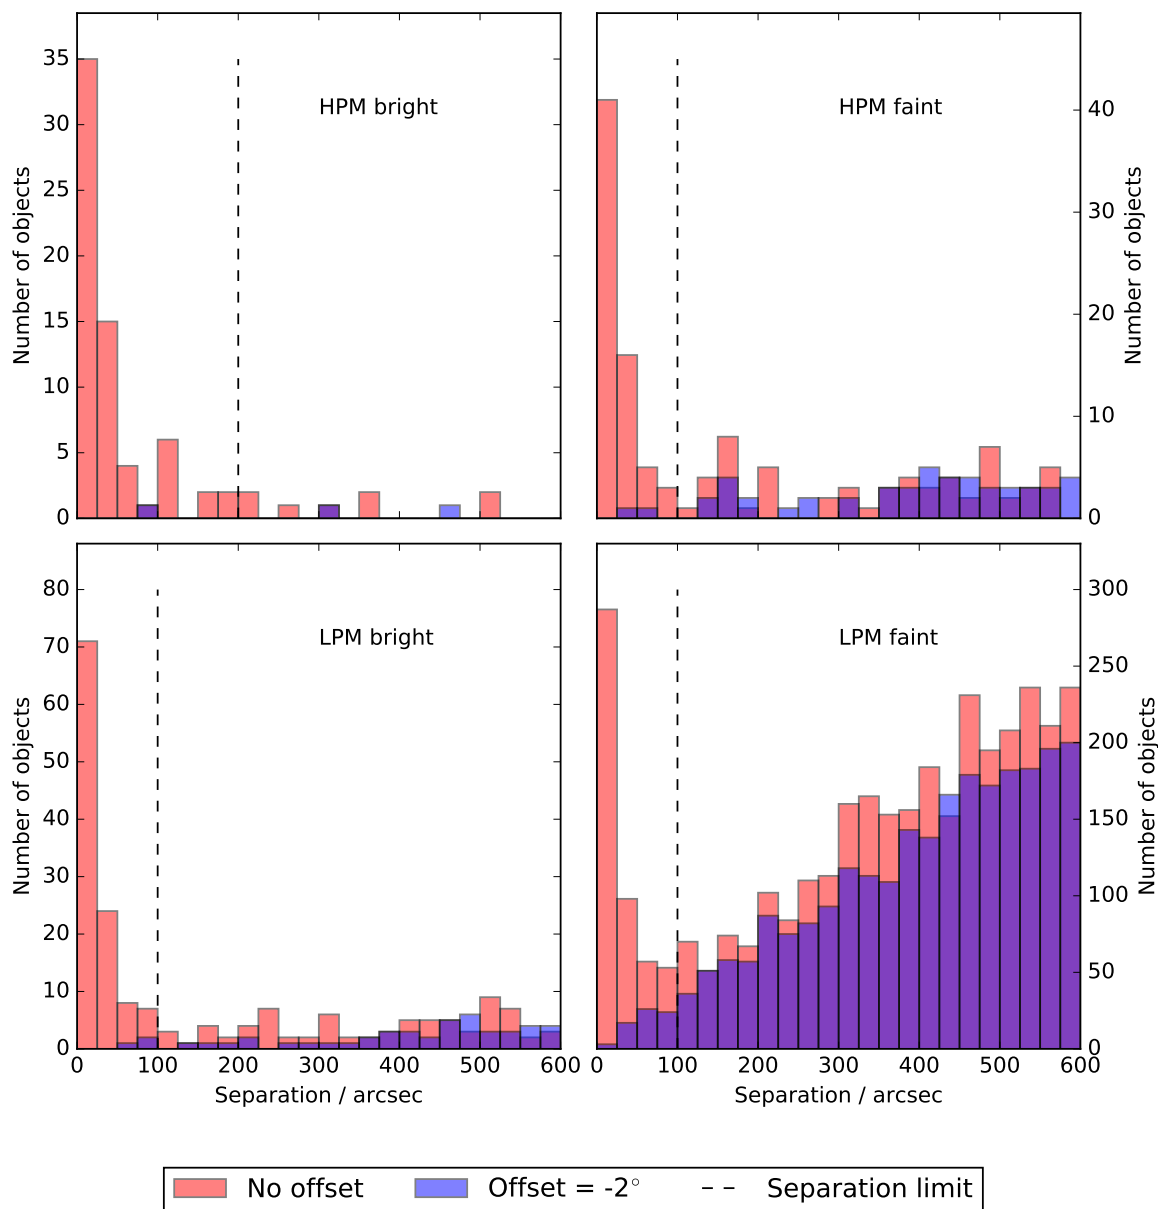 HPM bright
35
30
25
20
15
10
5
0
Number of objects
HPM faint
40
30
20
10
0
Number of objects
LPM bright
80
70
60
50
40
30
20
10
0
Number of objects
0 100 200 300 400 500 600
Separation / arcsec
LPM faint
300
250
200
150
100
50
0
Number of objects
0 100 200 300 400 500 600
Separation / arcsec
No offset Offset = -2° Separation limit